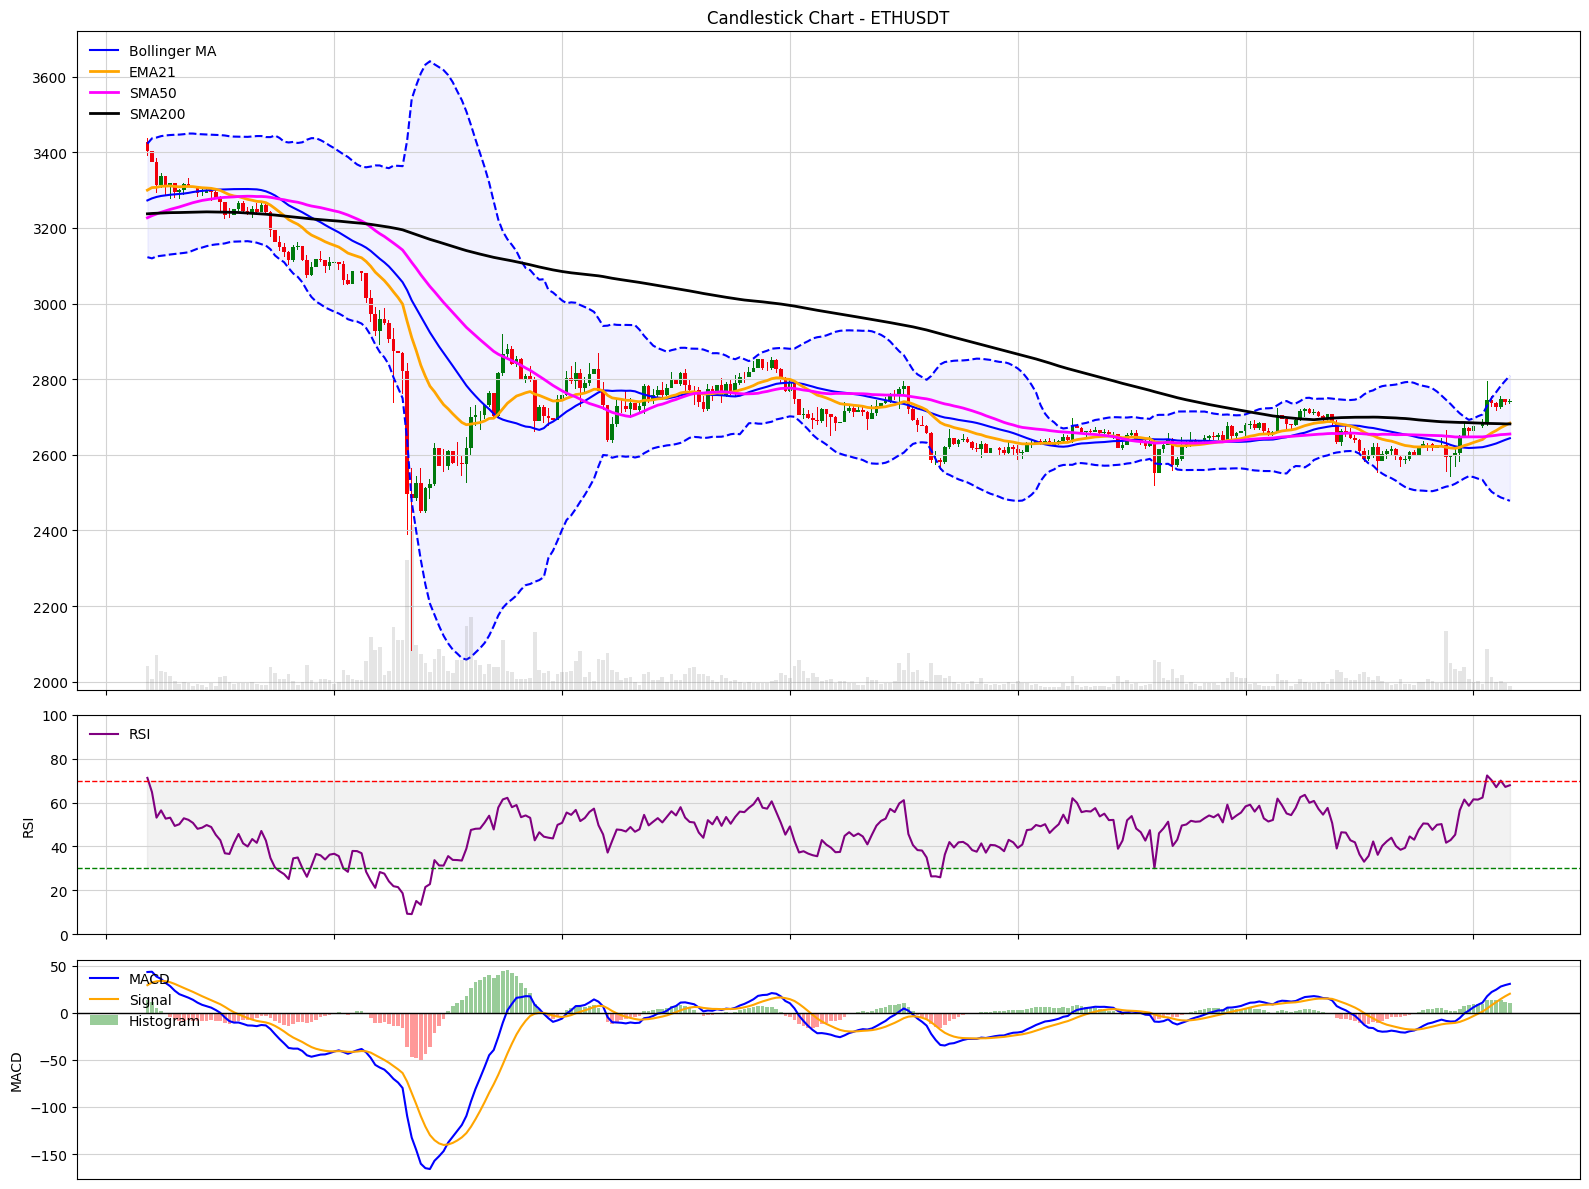 Candlestick Chart - ETHUSDT
Bollinger MA
EMA21
SMA50
SMA200
3600
3400
3200
3000
2800
2600
2400
2200
2000
RSI
RSI
100
80
60
40
20
0
MACD
Signal
Histogram
MACD
50
0
−50
−100
−150